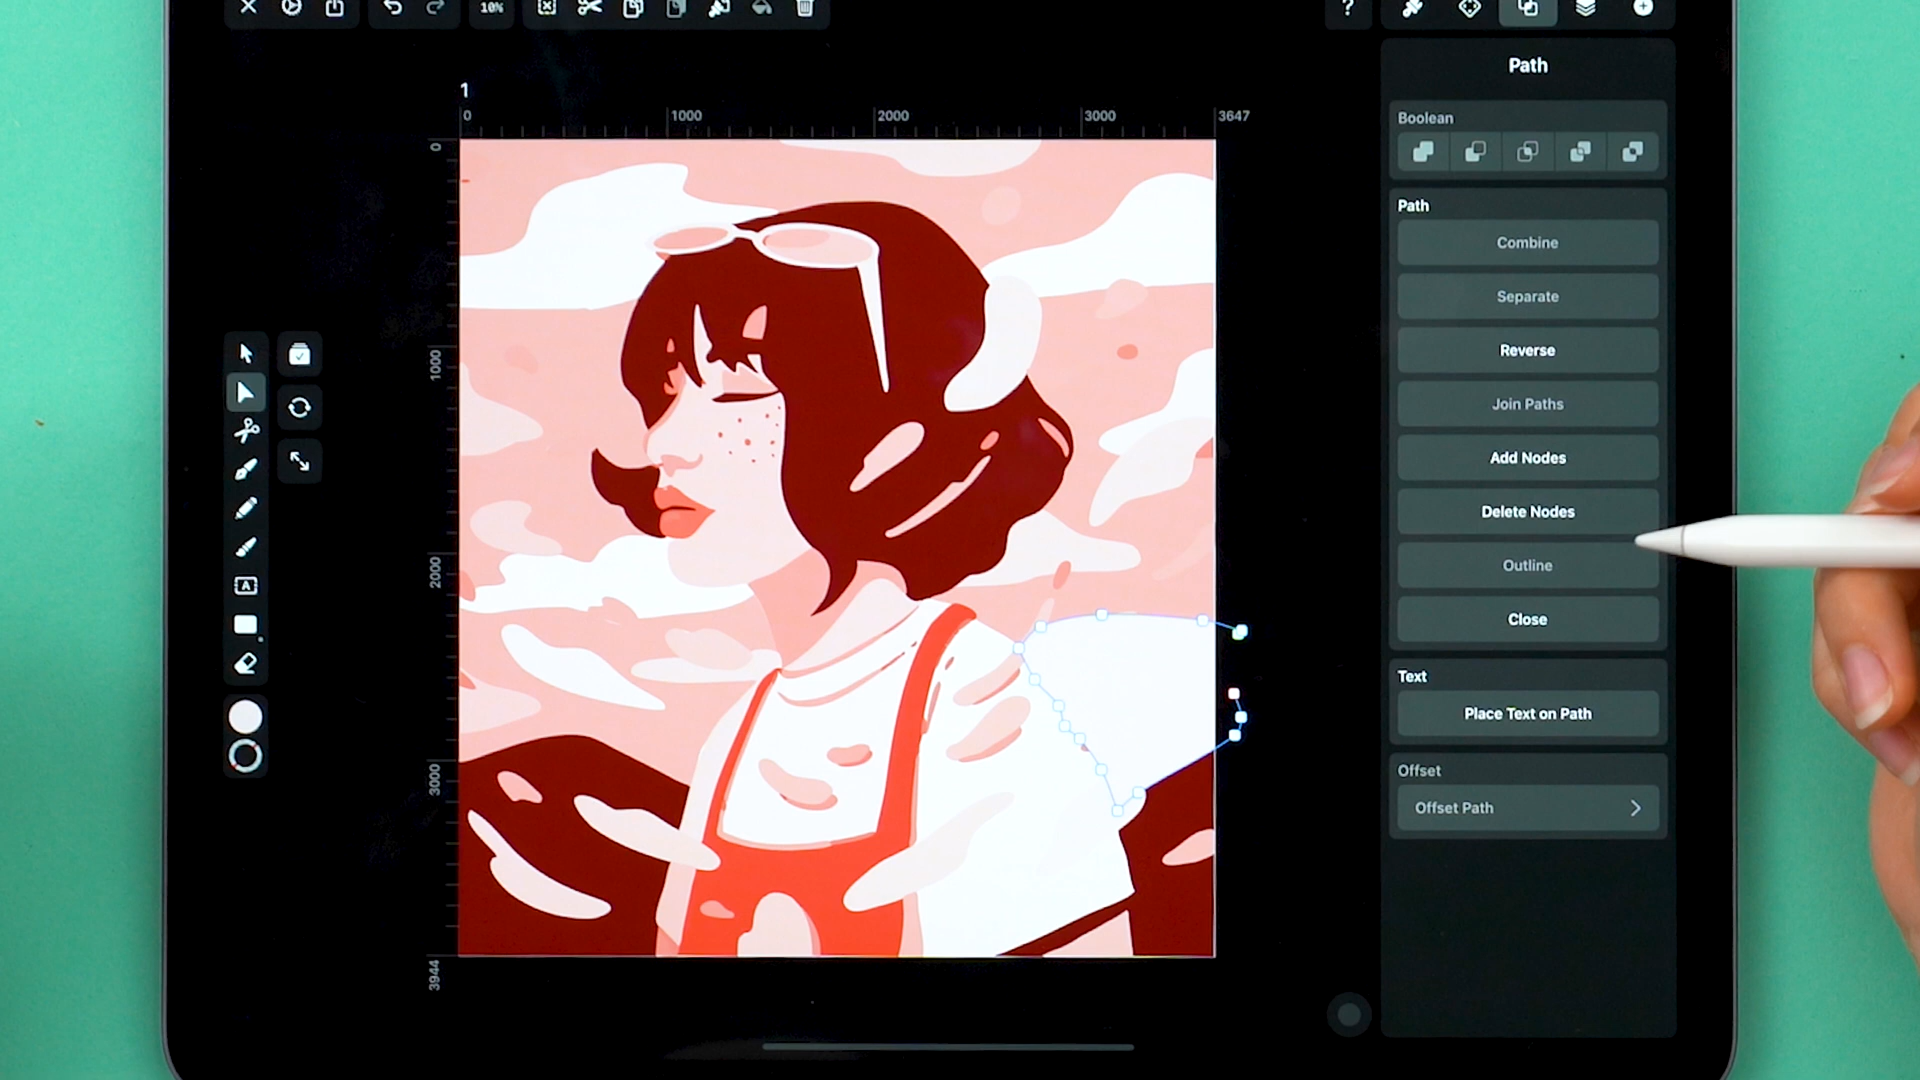 10%
?
1
0 1000 2000 3000 3647
0
1000
2000
3000
3944
A
Path
Boolean
Path
Combine
Separate
Reverse
Join Paths
Add Nodes
Delete Nodes
Outline
Close
Text
Place Text on Path
Offset
Offset Path